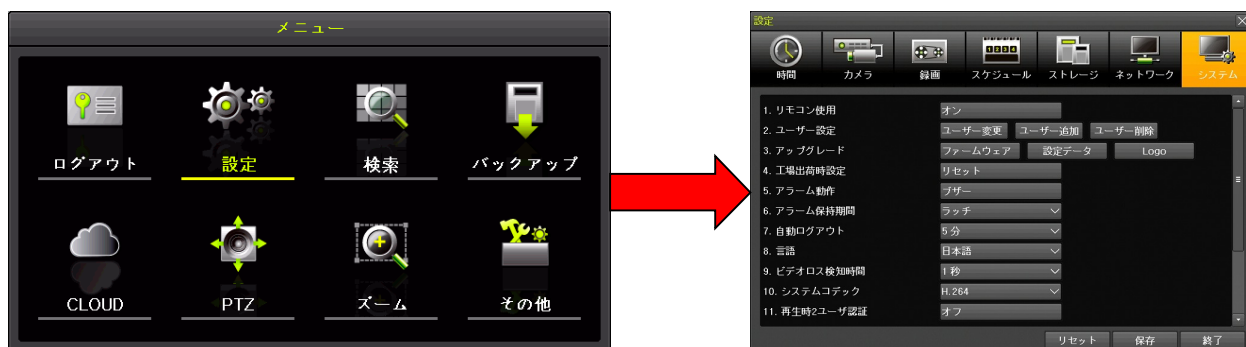 メニュー
ログアウト 設定 検索 バックアップ
CLOUD PTZ ズーム その他
設定
時間 カメラ 録画 スケジュール ストレージ ネットワーク システム
1. リモコン使用 オン
2. ユーザー設定 ユーザー変更 ユーザー追加 ユーザー削除
3. アップグレード ファームウェア 設定データ Logo
4. 工場出荷時設定 リセット
5. アラーム動作 ブザー
6. アラーム保持期間 ラッチ
7. 自動ログアウト 5 分
8. 言語 日本語
9. ビデオロス検知時間 1 秒
10. システムコデック H.264
11. 再生時2ユーザ認証 オフ
リセット 保存 終了